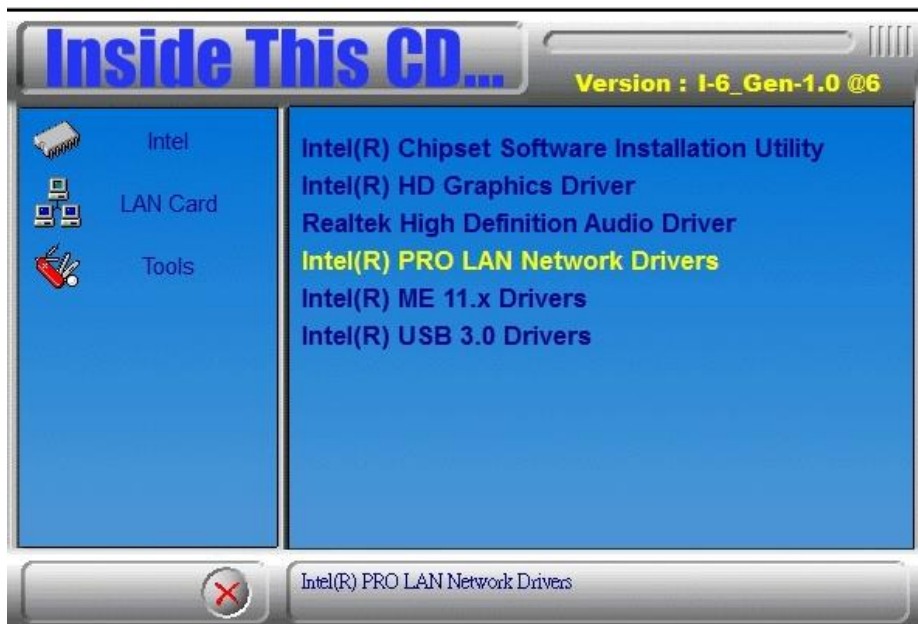 Inside This CD...
Version : I-6_Gen-1.0 @6
Intel
LAN Card
Tools
Intel(R) Chipset Software Installation Utility
Intel(R) HD Graphics Driver
Realtek High Definition Audio Driver
Intel(R) PRO LAN Network Drivers
Intel(R) ME 11.x Drivers
Intel(R) USB 3.0 Drivers
Intel(R) PRO LAN Network Drivers